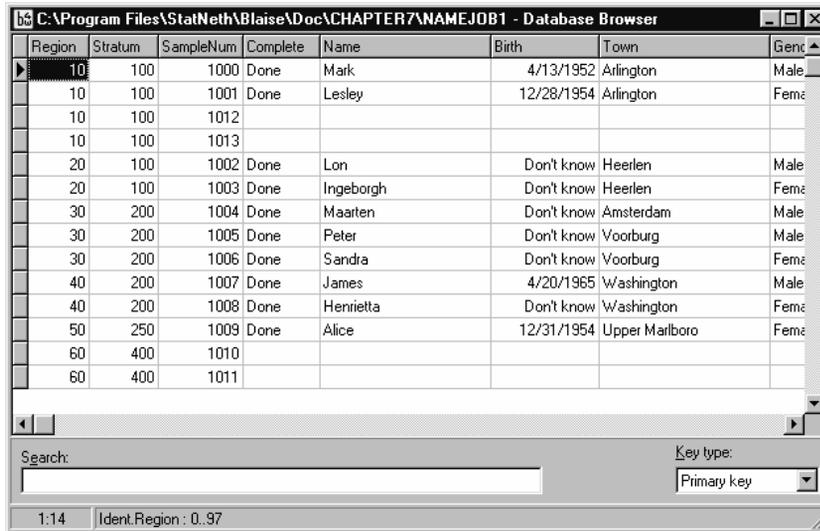 C:\Program Files\StatNeth\Blaise\Doc\CHAPTER7\NAMEJOB1 - Database Browser
Region Stratum SampleNum Complete Name Birth Town Gend
10 100 1000 Done Mark 4/13/1952 Arlington Male
10 100 1001 Done Lesley 12/28/1954 Arlington Fema
10 100 1012
10 100 1013
20 100 1002 Done Lon Don't know Heerlen Male
20 100 1003 Done Ingeborgh Don't know Heerlen Fema
30 200 1004 Done Maarten Don't know Amsterdam Male
30 200 1005 Done Peter Don't know Voorburg Male
30 200 1006 Done Sandra Don't know Voorburg Fema
40 200 1007 Done James 4/20/1965 Washington Male
40 200 1008 Done Henrietta Don't know Washington Fema
50 250 1009 Done Alice 12/31/1954 Upper Marlboro Fema
60 400 1010
60 400 1011
Search:
Key type:
Primary key
1:14 Ident.Region : 0..97